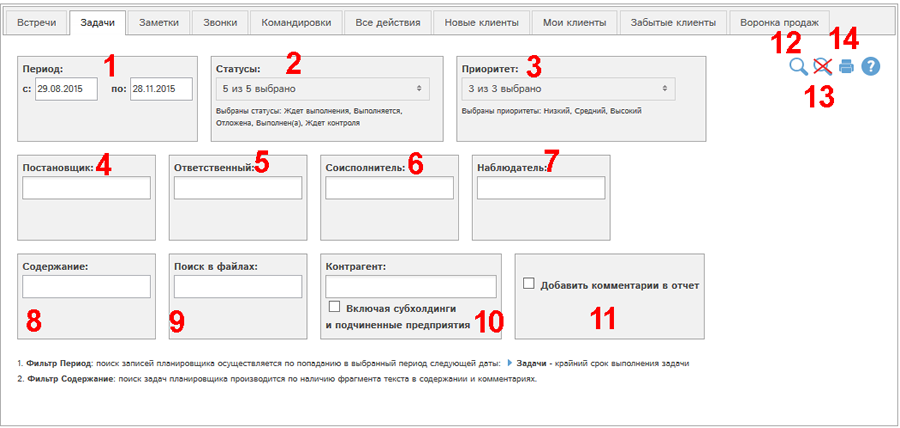 Встречи Задачи Заметки Звонки Командировки Все действия Новые клиенты Мои клиенты Забытые клиенты Воронка продаж
12 14
Период: 1
с: 29.08.2015 по: 28.11.2015
Статусы: 2
5 из 5 выбрано
Выбраны статусы: Ждет выполнения, Выполняется,
Отложена, Выполнен(а), Ждет контроля
Приоритет: 3
3 из 3 выбрано
Выбраны приоритеты: Низкий, Средний, Высокий
?
13
Постановщик: 4
Ответственный: 5
Соисполнитель: 6
Наблюдатель: 7
Содержание:
8
Поиск в файлах:
9
Контрагент:
Включая субхолдинги
и подчиненные предприятия 10
Добавить комментарии в отчет
11
1. Фильтр Период: поиск записей планировщика осуществляется по попаданию в выбранный период следующей даты: Задачи - крайний срок выполнения задачи
2. Фильтр Содержание: поиск задач планировщика производится по наличию фрагмента текста в содержании и комментариях.